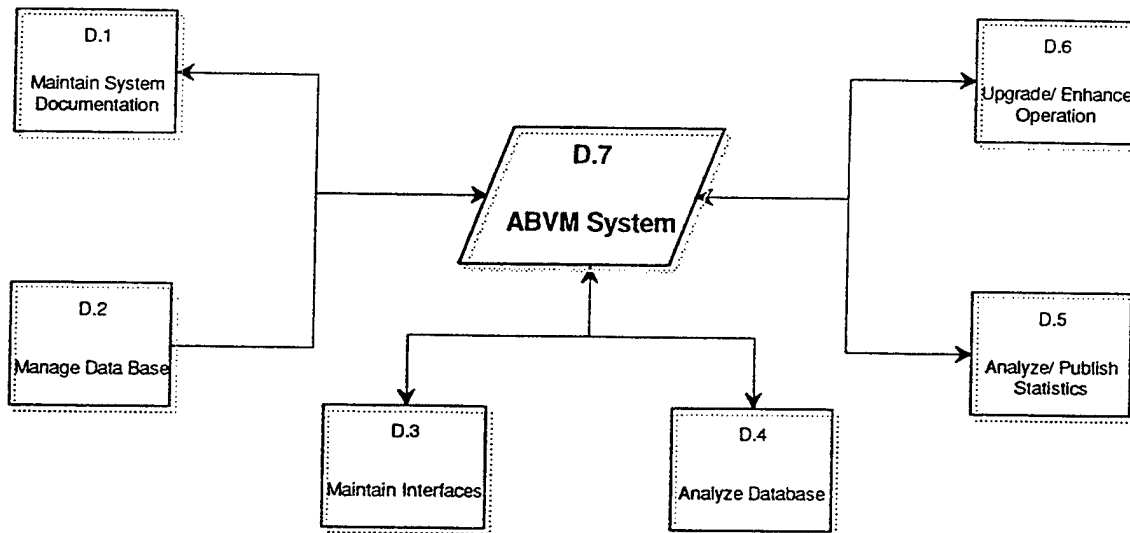 D.1
Maintain System
Documentation
D.6
Upgrade/ Enhance
Operation
D.7
ABVM System
D.2
Manage Data Base
D.5
Analyze/ Publish
Statistics
D.3
Maintain Interfaces
D.4
Analyze Database